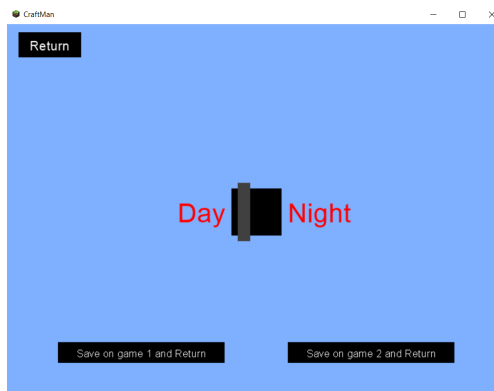 CraftMan
Return
Day Night
Save on game 1 and Return
Save on game 2 and Return